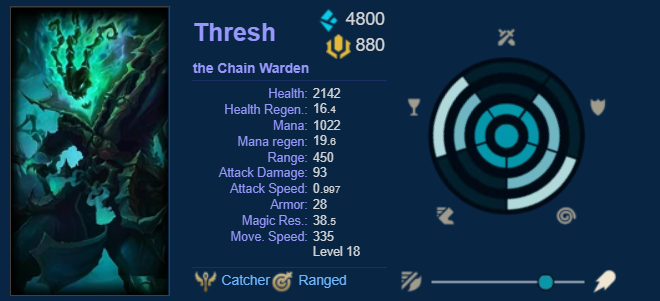 Thresh
4800
880
the Chain Warden
Health: 2142
Health Regen.: 16.4
Mana: 1022
Mana regen: 19.6
Range: 450
Attack Damage: 93
Attack Speed: 0.997
Armor: 28
Magic Res.: 38.5
Move. Speed: 335
Level 18
Catcher Ranged